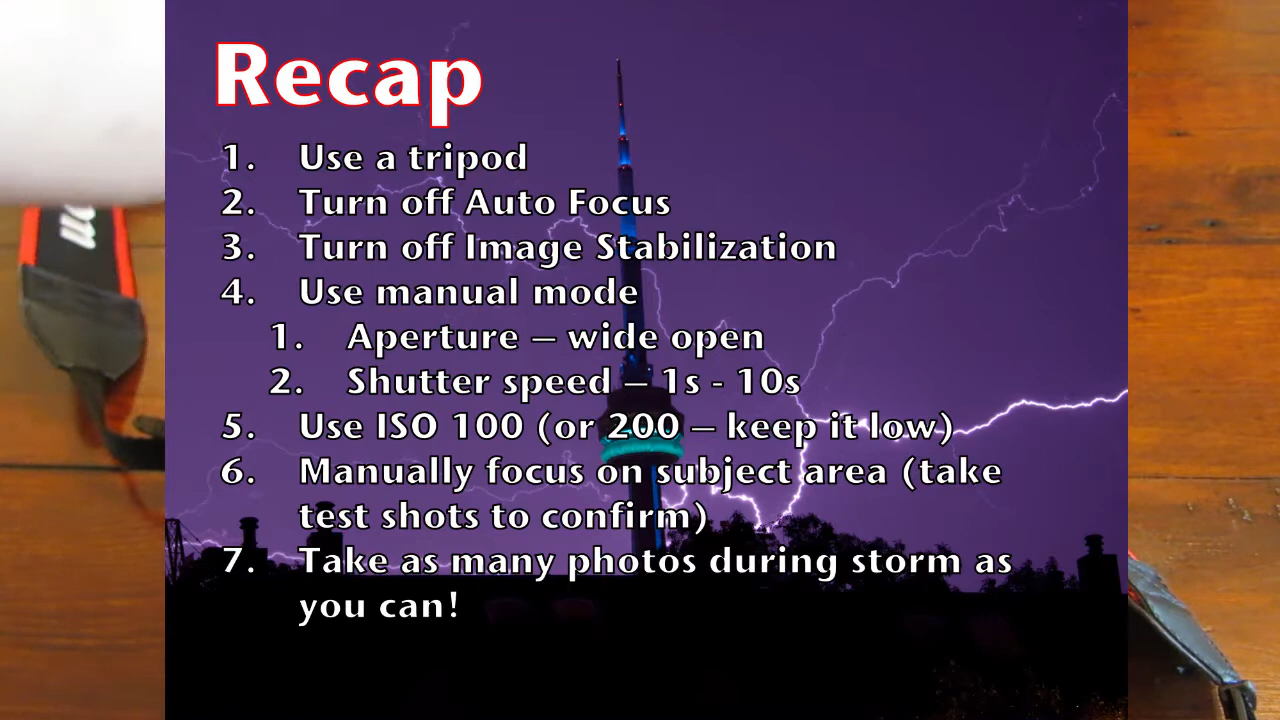 Recap
1. Use a tripod
2. Turn off Auto Focus
3. Turn off Image Stabilization
4. Use manual mode
1. Aperture – wide open
2. Shutter speed – 1s - 10s
5. Use ISO 100 (or 200 – keep it low)
6. Manually focus on subject area (take
test shots to confirm)
7. Take as many photos during storm as
you can!